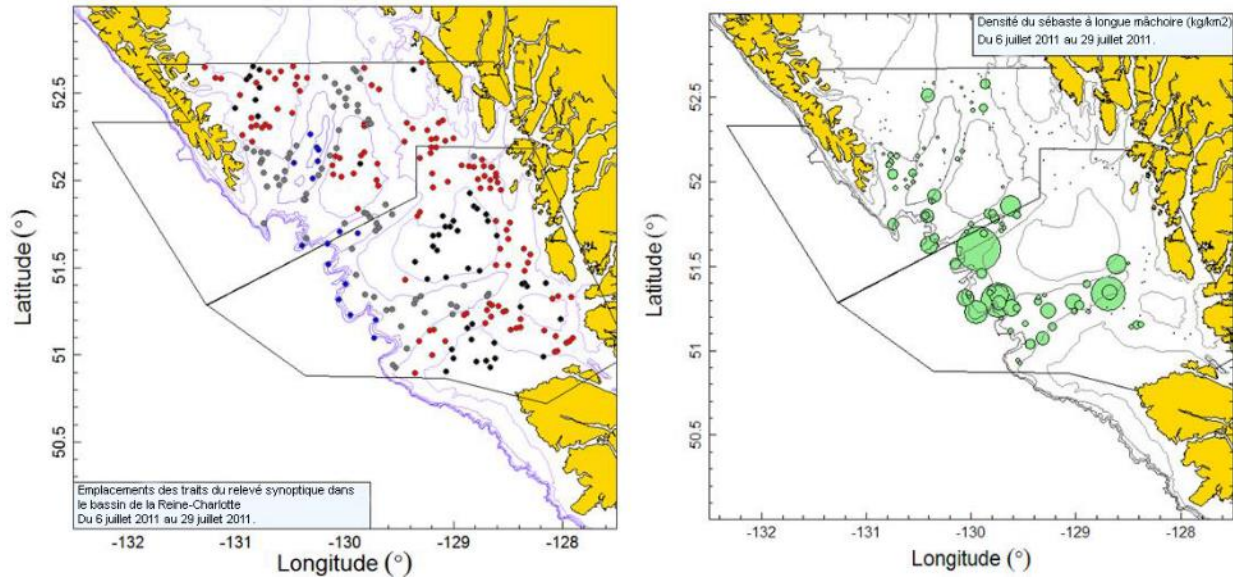 52.5
52
51.5
51
50.5
Latitude (°)
-132
-131
-130
-129
-128
Longitude (°)
Emplacements des traits du relevé synoptique dans
le bassin de la Reine-Charlotte
Du 6 juillet 2011 au 29 juillet 2011.
Densité du sébaste à longue mâchoire (kg/km2)
Du 6 juillet 2011 au 29 juillet 2011.
52.5
52
51.5
51
50.5
Latitude (°)
-132
-131
-130
-129
-128
Longitude (°)